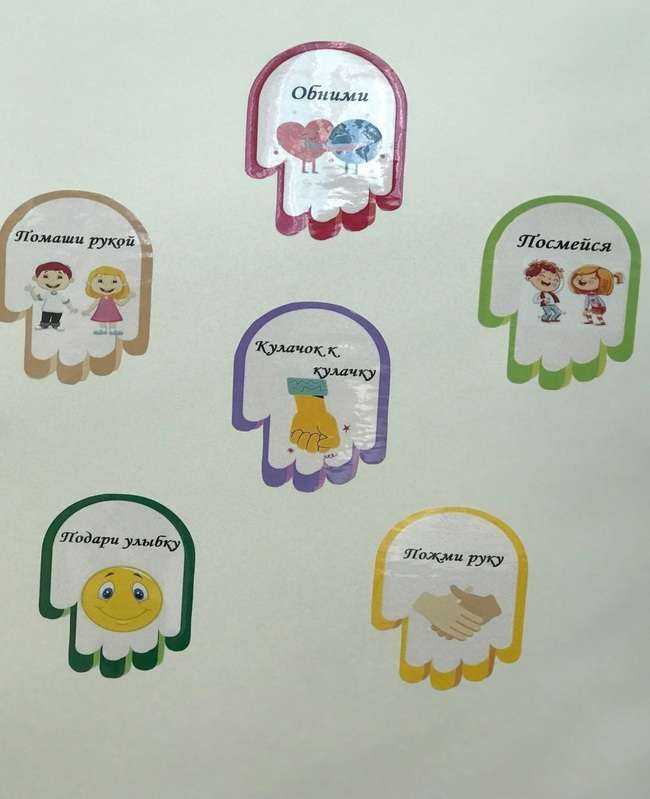 Обними
Помаши рукой
Посмейся
Кулачок к
кулачку
Подари улыбку
Пожми руку